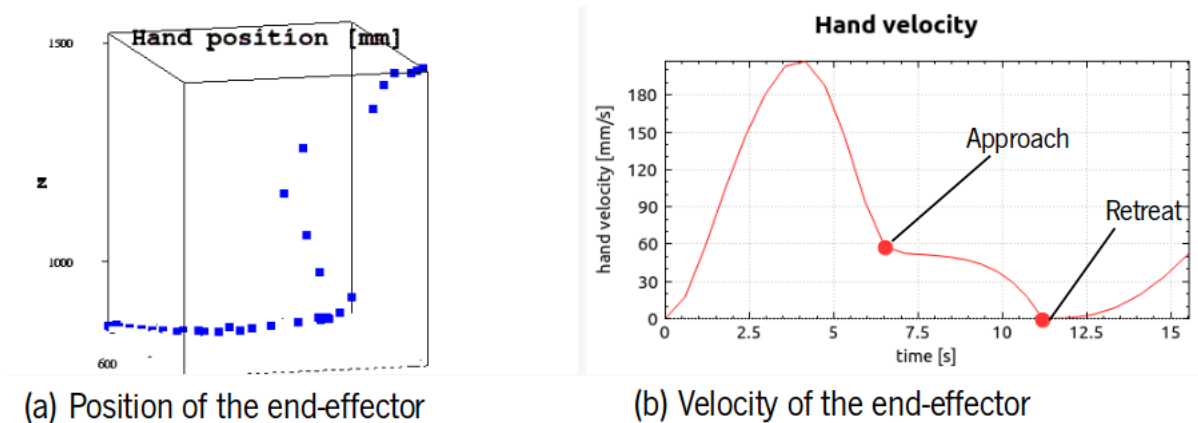 Hand position [mm]
1500
N
1000
600
(a) Position of the end-effector
Hand velocity
hand velocity [mm/s]
180
150
120
90
60
30
0
Approach
Retreat
0 2.5 5 7.5 10 12.5 15
time [s]
(b) Velocity of the end-effector